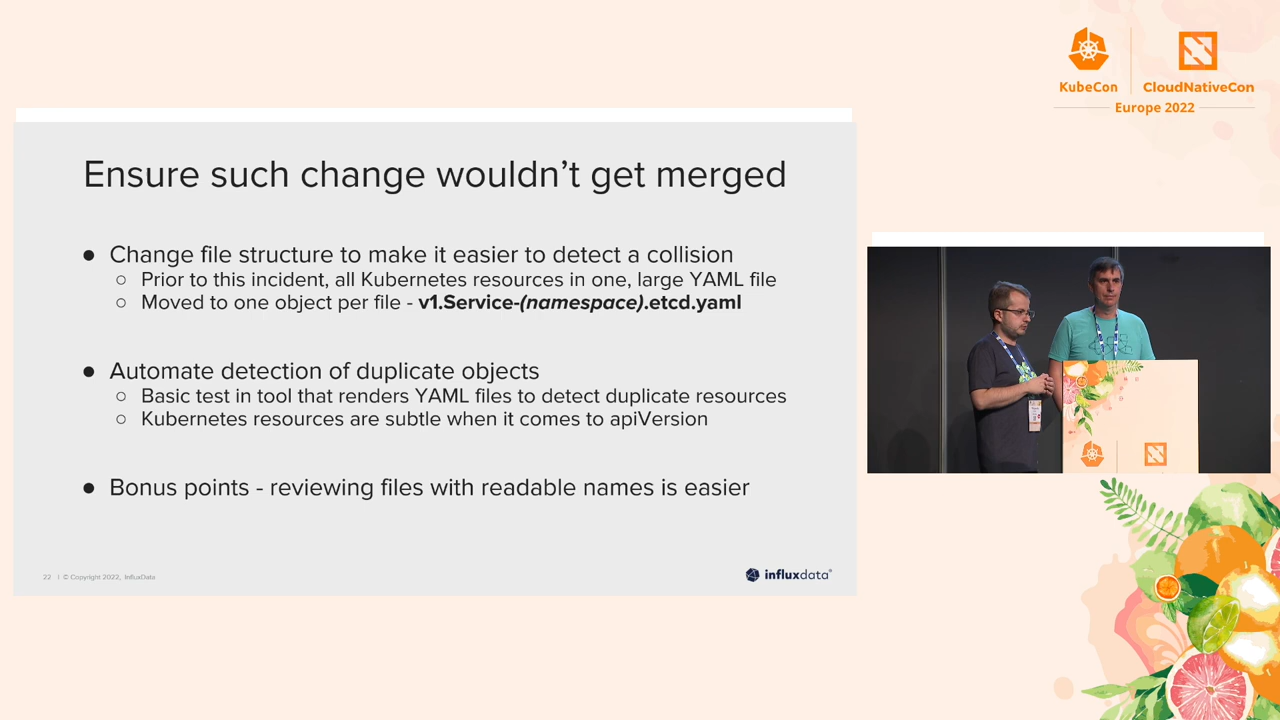 KubeCon
CloudNativeCon
Europe 2022
Ensure such change wouldn't get merged
● Change file structure to make it easier to detect a collision
○ Prior to this incident, all Kubernetes resources in one, large YAML file
○ Moved to one object per file - v1.Service-(namespace).etcd.yaml
● Automate detection of duplicate objects
○ Basic test in tool that renders YAML files to detect duplicate resources
○ Kubernetes resources are subtle when it comes to apiVersion
● Bonus points - reviewing files with readable names is easier
22 | © Copyright 2022, InfluxData
influxdata®